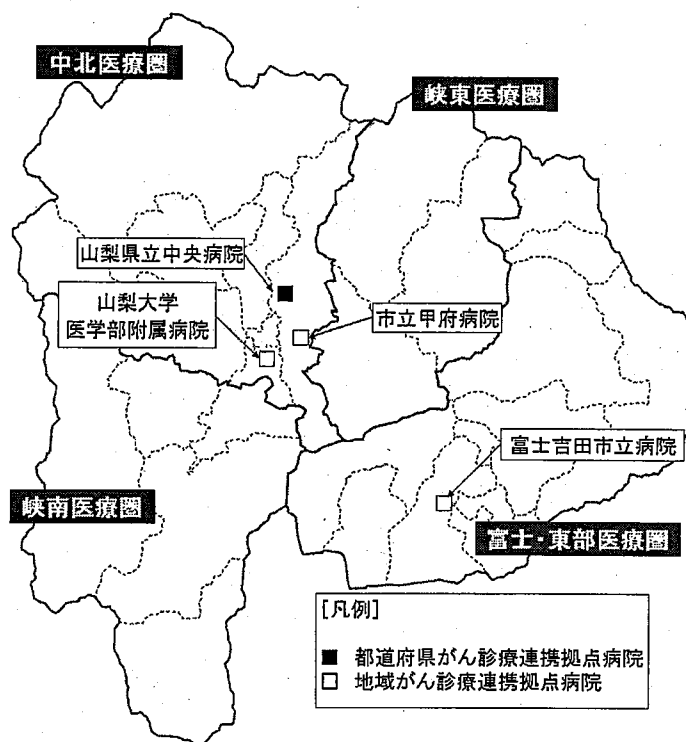 中北医療圏
峡東医療圏
山梨県立中央病院
山梨大学
医学部附属病院
市立甲府病院
富士吉田市立病院
峡南医療圏
富士・東部医療圏
[凡例]
■ 都道府県がん診療連携拠点病院
□ 地域がん診療連携拠点病院